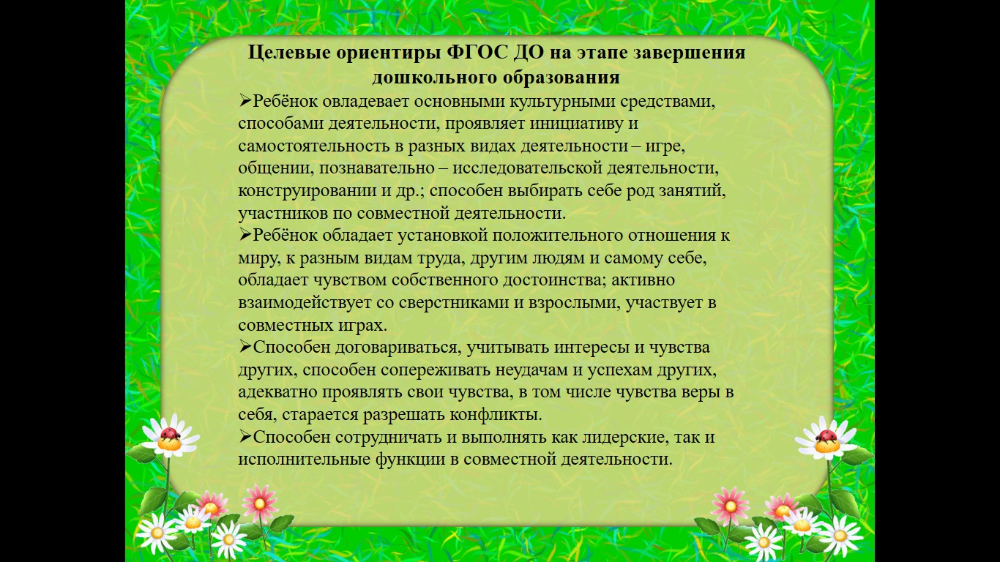 Целевые ориентиры ФГОС ДО на этапе завершения
дошкольного образования
➢Ребёнок овладевает основными культурными средствами,
способами деятельности, проявляет инициативу и
самостоятельность в разных видах деятельности – игре,
общении, познавательно – исследовательской деятельности,
конструировании и др.; способен выбирать себе род занятий,
участников по совместной деятельности.
➢Ребёнок обладает установкой положительного отношения к
миру, к разным видам труда, другим людям и самому себе,
обладает чувством собственного достоинства; активно
взаимодействует со сверстниками и взрослыми, участвует в
совместных играх.
➢Способен договариваться, учитывать интересы и чувства
других, способен сопереживать неудачам и успехам других,
адекватно проявлять свои чувства, в том числе чувства веры в
себя, старается разрешать конфликты.
➢Способен сотрудничать и выполнять как лидерские, так и
исполнительные функции в совместной деятельности.